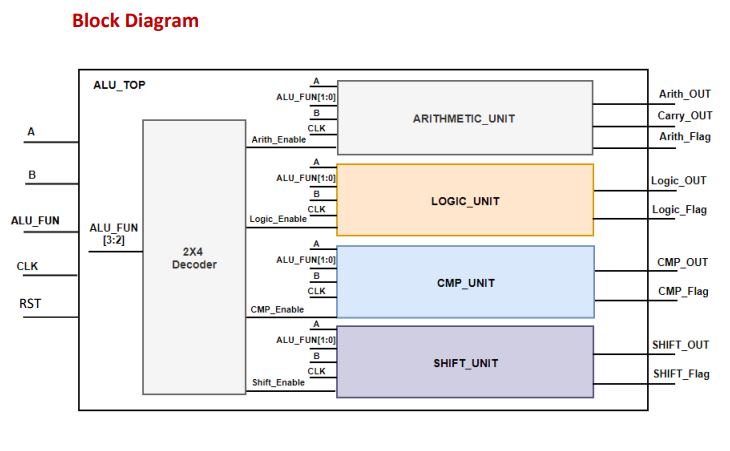 Block Diagram
ALU_TOP
A
B
ALU_FUN
CLK
RST
ALU_FUN
[3:2]
2X4
Decoder
A
ALU_FUN[1:0]
B
CLK
Arith_Enable
ARITHMETIC_UNIT
Arith_OUT
Carry_OUT
Arith_Flag
A
ALU_FUN[1:0]
B
CLK
Logic_Enable
LOGIC_UNIT
Logic_OUT
Logic_Flag
A
ALU_FUN[1:0]
B
CLK
CMP_Enable
CMP_UNIT
CMP_OUT
CMP_Flag
A
ALU_FUN[1:0]
B
CLK
Shift_Enable
SHIFT_UNIT
SHIFT_OUT
SHIFT_Flag